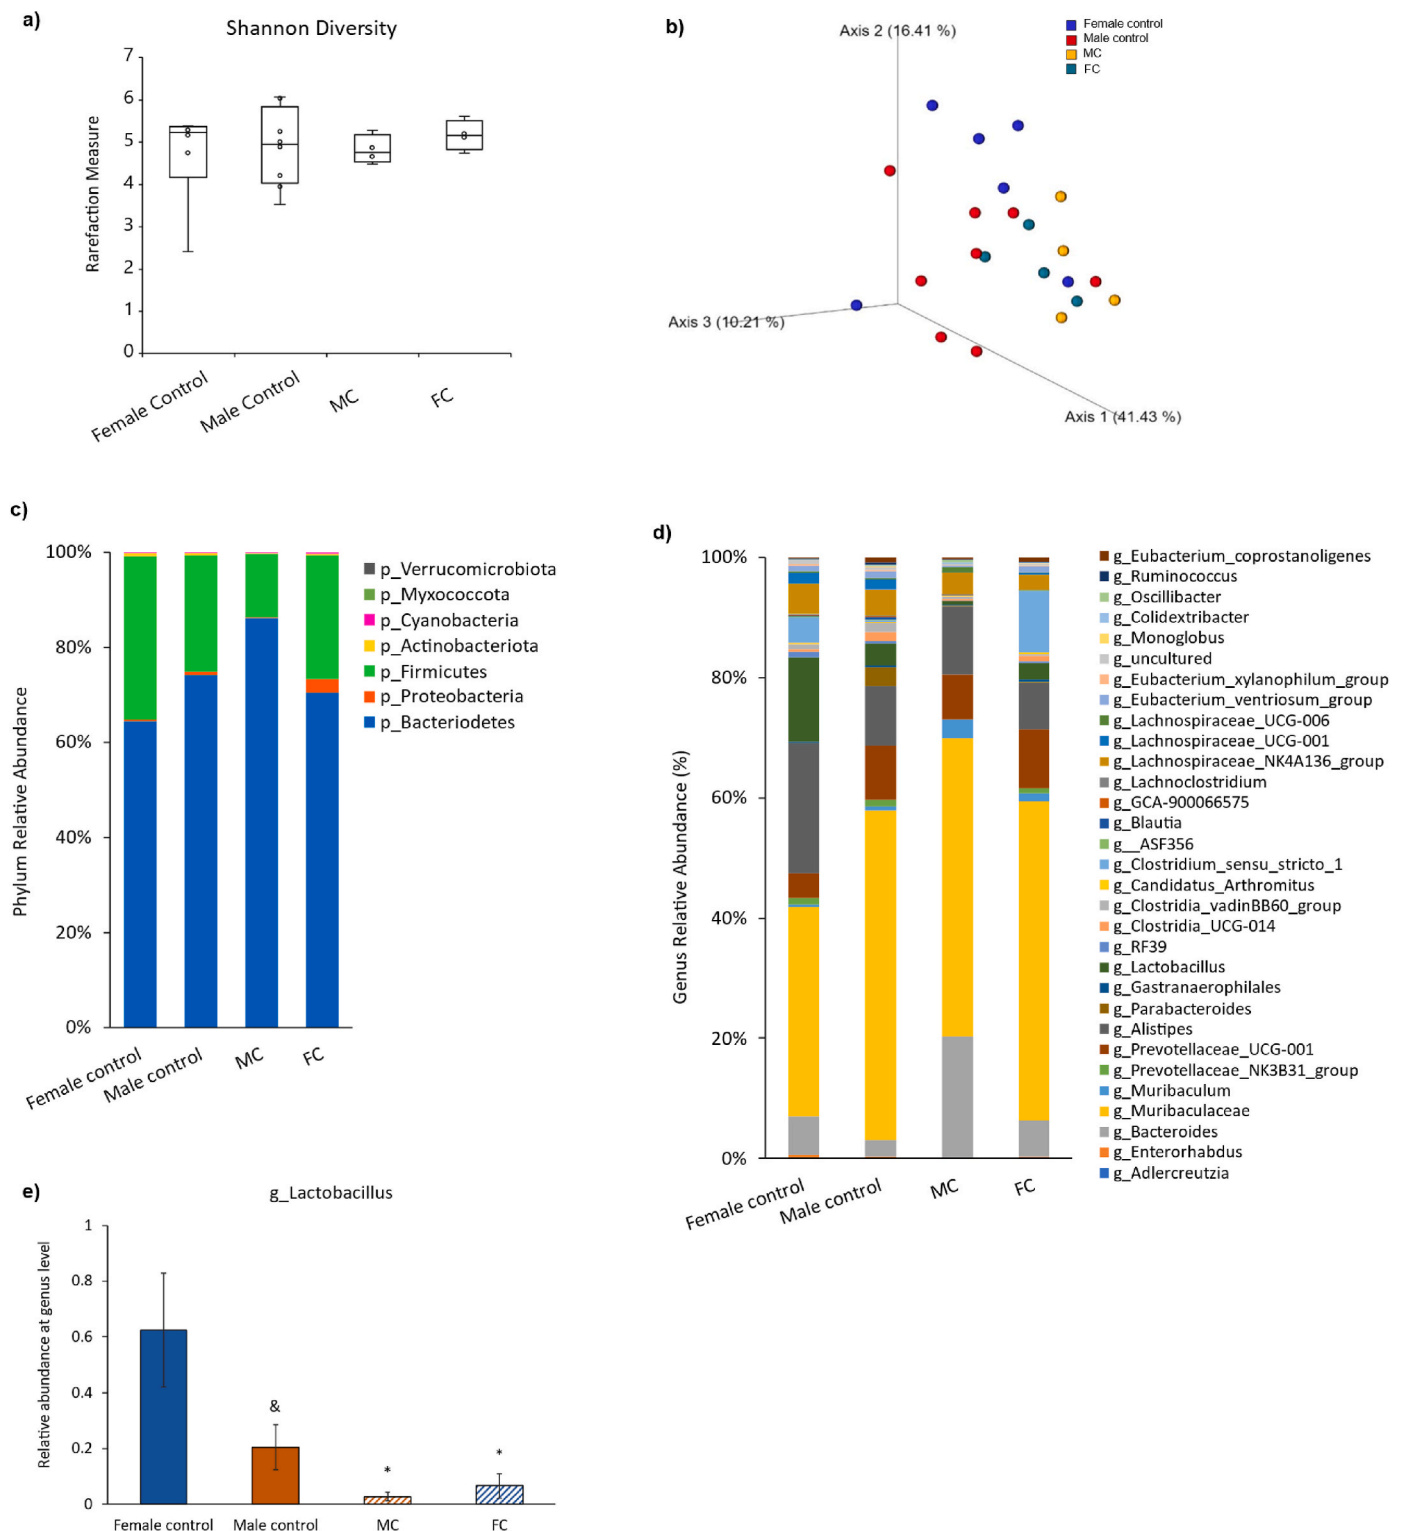 a)
Shannon Diversity
Rarefaction Measure
7
6
5
4
3
2
1
0
Female Control
Male Control
MC
FC
b)
Axis 2 (16.41 %)
Axis 3 (10.21 %)
Axis 1 (41.43 %)
Female control
Male control
MC
FC
c)
Phylum Relative Abundance
100%
80%
60%
40%
20%
0%
Female control
Male control
MC
FC
p_Verrucomicrobiota
p_Myxococcota
p_Cyanobacteria
p_Actinobacteriota
p_Firmicutes
p_Proteobacteria
p_Bacteriodetes
d)
Genus Relative Abundance (%)
100%
80%
60%
40%
20%
0%
Female control
Male control
MC
FC
g_Eubacterium_coprostanoligenes
g_Ruminococcus
g_Oscillibacter
g_Colidextribacter
g_Monoglobus
g_uncultured
g_Eubacterium_xylanophilum_group
g_Eubacterium_ventriosum_group
g_Lachnospiraceae_UCG-006
g_Lachnospiraceae_UCG-001
g_Lachnospiraceae_NK4A136_group
g_Lachnoclostridium
g_GCA-900066575
g_Blautia
g__ASF356
g_Clostridium_sensu_stricto_1
g_Candidatus_Arthromitus
g_Clostridia_vadinBB60_group
g_Clostridia_UCG-014
g_RF39
g_Lactobacillus
g_Gastranaerophilales
g_Parabacteroides
g_Alistipes
g_Prevotellaceae_UCG-001
g_Prevotellaceae_NK3B31_group
g_Muribaculum
g_Muribaculaceae
g_Bacteroides
g_Enterorhabdus
g_Adlercreutzia
e)
g_Lactobacillus
Relative abundance at genus level
1
0.8
0.6
0.4
0.2
0
&
*
*
Female control
Male control
MC
FC